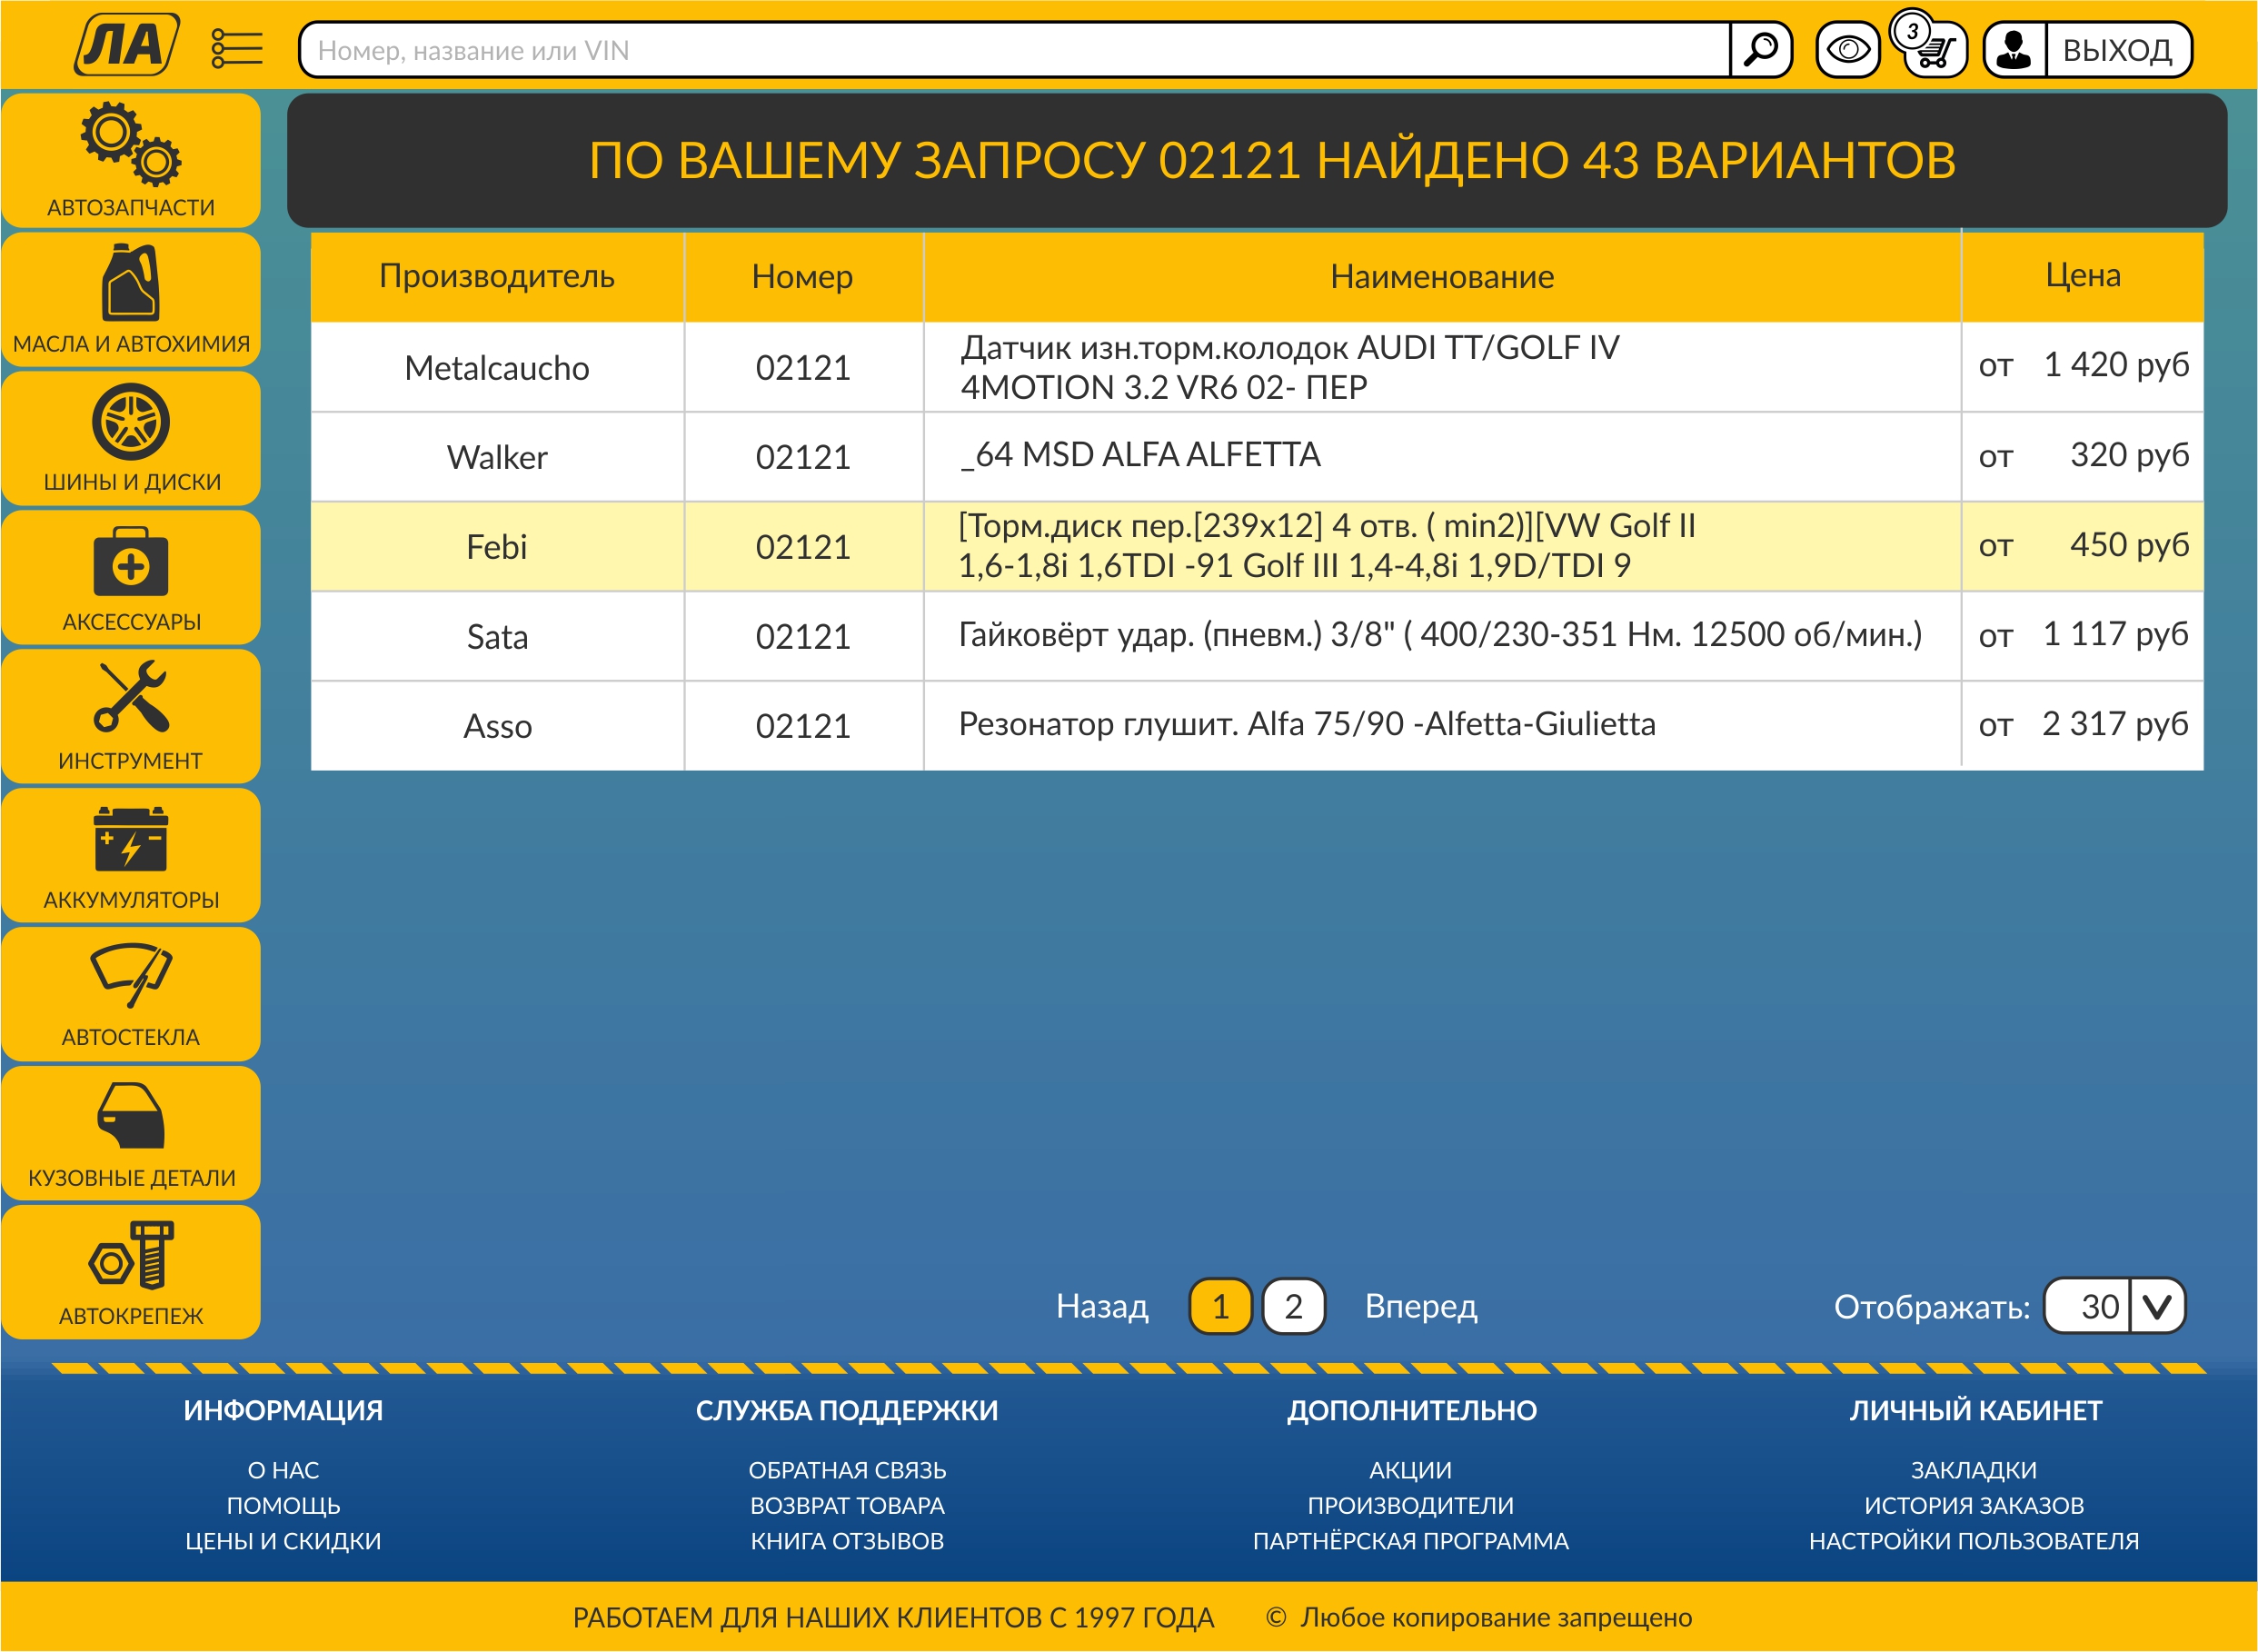 ЛА
Номер, название или VIN
3
ВЫХОД
АВТОЗАПЧАСТИ
МАСЛА И АВТОХИМИЯ
ШИНЫ И ДИСКИ
АКСЕССУАРЫ
ИНСТРУМЕНТ
АККУМУЛЯТОРЫ
АВТОСТЕКЛА
КУЗОВНЫЕ ДЕТАЛИ
АВТОКРЕПЕЖ
ПО ВАШЕМУ ЗАПРОСУ 02121 НАЙДЕНО 43 ВАРИАНТОВ
Производитель Номер Наименование Цена
Metalcaucho 02121 Датчик изн.торм.колодок AUDI TT/GOLF IV
4MOTION 3.2 VR6 02- ПЕР от 1 420 руб
Walker 02121 _64 MSD ALFA ALFETTA от 320 руб
Febi 02121 [Торм.диск пер.[239x12] 4 отв. ( min2)][VW Golf II
1,6-1,8i 1,6TDI -91 Golf III 1,4-4,8i 1,9D/TDI 9 от 450 руб
Sata 02121 Гайковёрт удар. (пневм.) 3/8" ( 400/230-351 Нм. 12500 об/мин.) от 1 117 руб
Asso 02121 Резонатор глушит. Alfa 75/90 -Alfetta-Giulietta от 2 317 руб
Назад 1 2 Вперед
Отображать: 30
ИНФОРМАЦИЯ
О НАС
ПОМОЩЬ
ЦЕНЫ И СКИДКИ
СЛУЖБА ПОДДЕРЖКИ
ОБРАТНАЯ СВЯЗЬ
ВОЗВРАТ ТОВАРА
КНИГА ОТЗЫВОВ
ДОПОЛНИТЕЛЬНО
АКЦИИ
ПРОИЗВОДИТЕЛИ
ПАРТНЁРСКАЯ ПРОГРАММА
ЛИЧНЫЙ КАБИНЕТ
ЗАКЛАДКИ
ИСТОРИЯ ЗАКАЗОВ
НАСТРОЙКИ ПОЛЬЗОВАТЕЛЯ
РАБОТАЕМ ДЛЯ НАШИХ КЛИЕНТОВ С 1997 ГОДА © Любое копирование запрещено